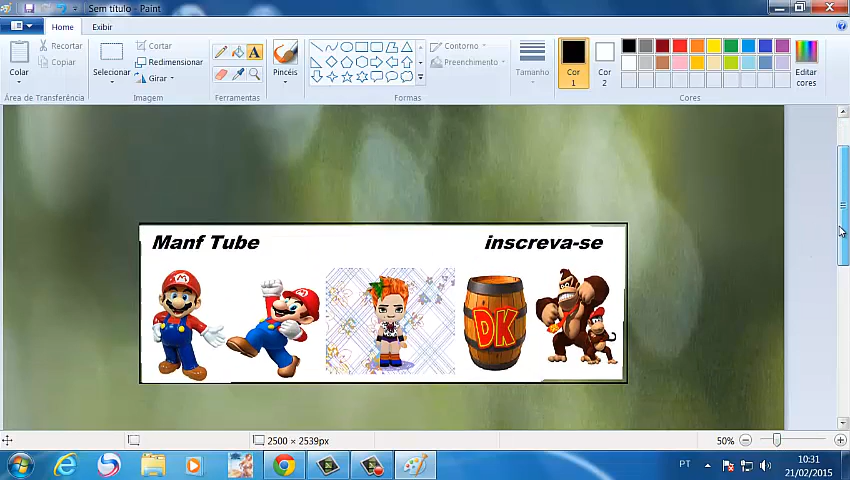 Sem título - Paint
Home Exibir
Colar
Recortar
Copiar
Área de Transferência
Selecionar
Cortar
Redimensionar
Girar
Imagem
A
Ferramentas
Pincéis
Contorno
Preenchimento
Formas
Tamanho
Cor 1
Cor 2
Editar cores
Cores
Manf Tube inscreva-se
M
M
DK
DK
2500 × 2539px
50%
PT
10:31
21/02/2015